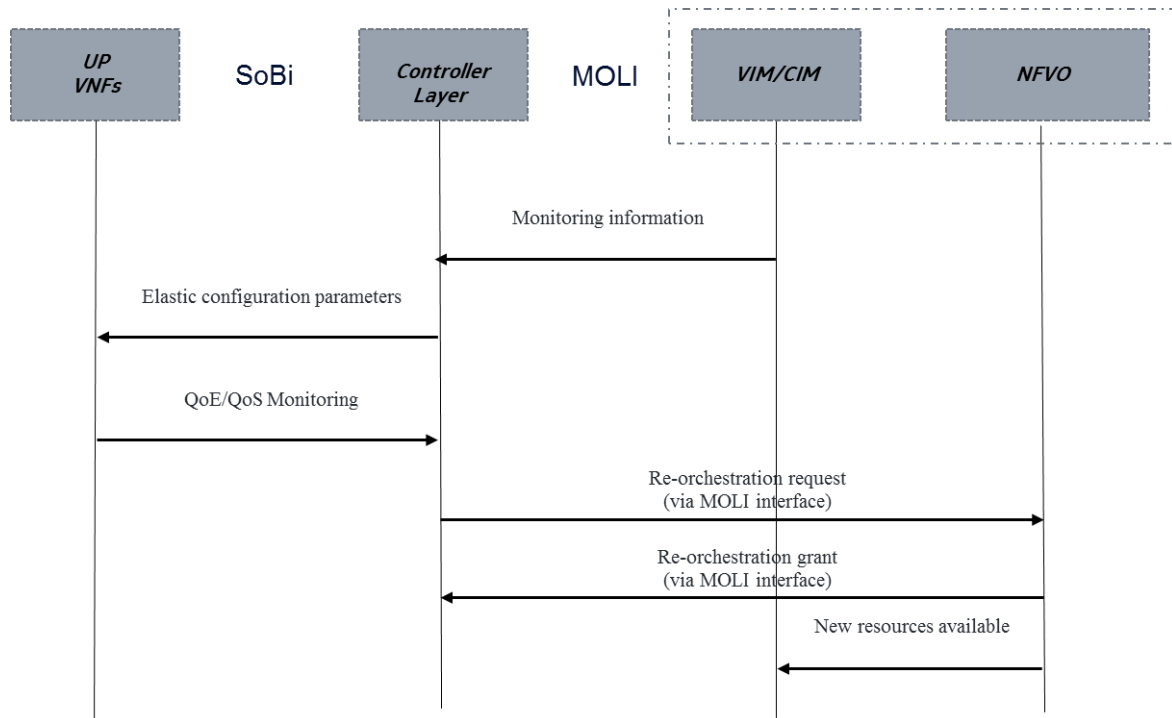 UP
VNFs
SoBi
Controller
Layer
MOLI
VIM/CIM
NFVO
Monitoring information
Elastic configuration parameters
QoE/QoS Monitoring
Re-orchestration request
(via MOLI interface)
Re-orchestration grant
(via MOLI interface)
New resources available